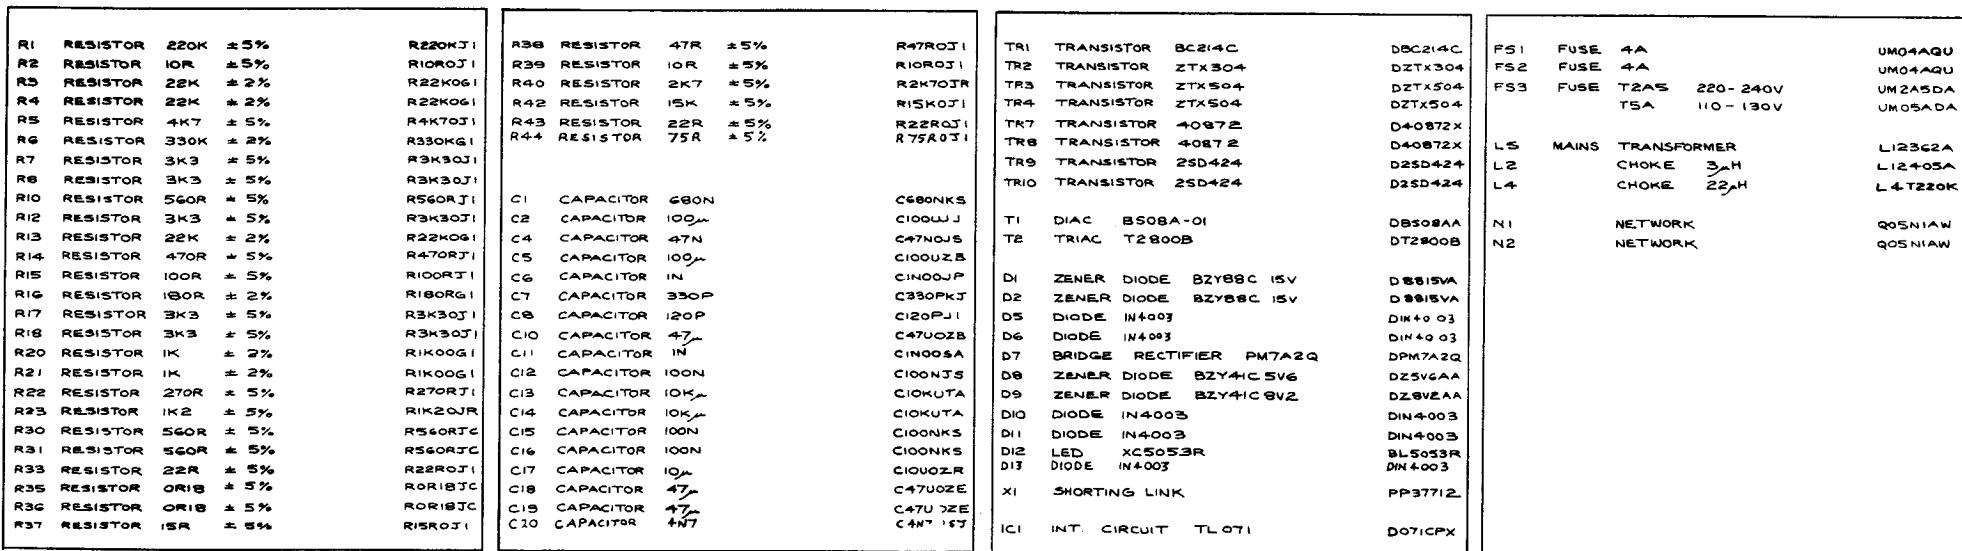 R1 RESISTOR 220K ±5% R220KJ1
R2 RESISTOR 10R ±5% R10R0J1
R3 RESISTOR 22K ±2% R22K0G1
R4 RESISTOR 22K ±2% R22K0G1
R5 RESISTOR 4K7 ±5% R4K70J1
R6 RESISTOR 330K ±2% R330KG1
R7 RESISTOR 3K3 ±5% R3K30J1
R8 RESISTOR 3K3 ±5% R3K30J1
R10 RESISTOR 560R ±5% R560RJ1
R12 RESISTOR 3K3 ±5% R3K30J1
R13 RESISTOR 22K ±2% R22K0G1
R14 RESISTOR 470R ±5% R470RJ1
R15 RESISTOR 100R ±5% R100RJ1
R16 RESISTOR 180R ±2% R180RG1
R17 RESISTOR 3K3 ±5% R3K30J1
R18 RESISTOR 3K3 ±5% R3K30J1
R20 RESISTOR 1K ±2% R1K00G1
R21 RESISTOR 1K ±2% R1K00G1
R22 RESISTOR 270R ±5% R270RJ1
R23 RESISTOR 1K2 ±5% R1K20JR
R30 RESISTOR 560R ±5% R560RJC
R31 RESISTOR 560R ±5% R560RJC
R33 RESISTOR 22R ±5% R22R0J1
R35 RESISTOR 0R18 ±5% R0R18JC
R36 RESISTOR 0R18 ±5% R0R18JC
R37 RESISTOR 15R ±5% R15R0J1
R38 RESISTOR 47R ±5% R47R0J1
R39 RESISTOR 10R ±5% R10R0J1
R40 RESISTOR 2K7 ±5% R2K70JR
R42 RESISTOR 15K ±5% R15K0J1
R43 RESISTOR 22R ±5% R22R0J1
R44 RESISTOR 75R ±5% R75R0J1
C1 CAPACITOR 680N C680NKS
C2 CAPACITOR 100µ C100UJJ
C4 CAPACITOR 47N C47N0JS
C5 CAPACITOR 100µ C100UZB
C6 CAPACITOR 1N C1N00JP
C7 CAPACITOR 330P C330PKJ
C8 CAPACITOR 120P C120PJ1
C10 CAPACITOR 47µ C47U0ZB
C11 CAPACITOR 1N C1N00SA
C12 CAPACITOR 100N C100NJS
C13 CAPACITOR 10Kµ C10KUTA
C14 CAPACITOR 10Kµ C10KUTA
C15 CAPACITOR 100N C100NKS
C16 CAPACITOR 100N C100NKS
C17 CAPACITOR 10µ C10U0ZR
C18 CAPACITOR 47µ C47U0ZE
C19 CAPACITOR 47µ C47U0ZE
C20 CAPACITOR 4N7
TR1 TRANSISTOR BC214C DBC214C
TR2 TRANSISTOR ZTX304 DZTX304
TR3 TRANSISTOR ZTX504 DZTX504
TR4 TRANSISTOR ZTX504 DZTX504
TR7 TRANSISTOR 40872 D40872X
TR8 TRANSISTOR 40872 D40872X
TR9 TRANSISTOR 2SD424 D2SD424
TR10 TRANSISTOR 2SD424 D2SD424
T1 DIAC BS08A-01 DBS08AA
T2 TRIAC T2800B DT2800B
D1 ZENER DIODE BZY88C 15V D8815VA
D2 ZENER DIODE BZY88C 15V D8815VA
D5 DIODE IN4003 DIN4003
D6 DIODE IN4003 DIN4003
D7 BRIDGE RECTIFIER PM7A2Q DPM7A2Q
D8 ZENER DIODE BZY41C 5V6 DZ5V6AA
D9 ZENER DIODE BZY41C 8V2 DZ8V2AA
D10 DIODE IN4003 DIN4003
D11 DIODE IN4003 DIN4003
D12 LED XC5053R BL5053R
D13 DIODE IN4003 DIN4003
X1 SHORTING LINK PP37712
IC1 INT. CIRCUIT TL071 D071CPX
FS1 FUSE 4A UM04AQU
FS2 FUSE 4A UM04AQU
FS3 FUSE T2A5 220-240V UM2A5DA
T5A 110-130V UM05ADA
L5 MAINS TRANSFORMER L12362A
L2 CHOKE 3µH L12405A
L4 CHOKE 22µH L4T220K
N1 NETWORK Q05N1AW
N2 NETWORK Q05N1AW